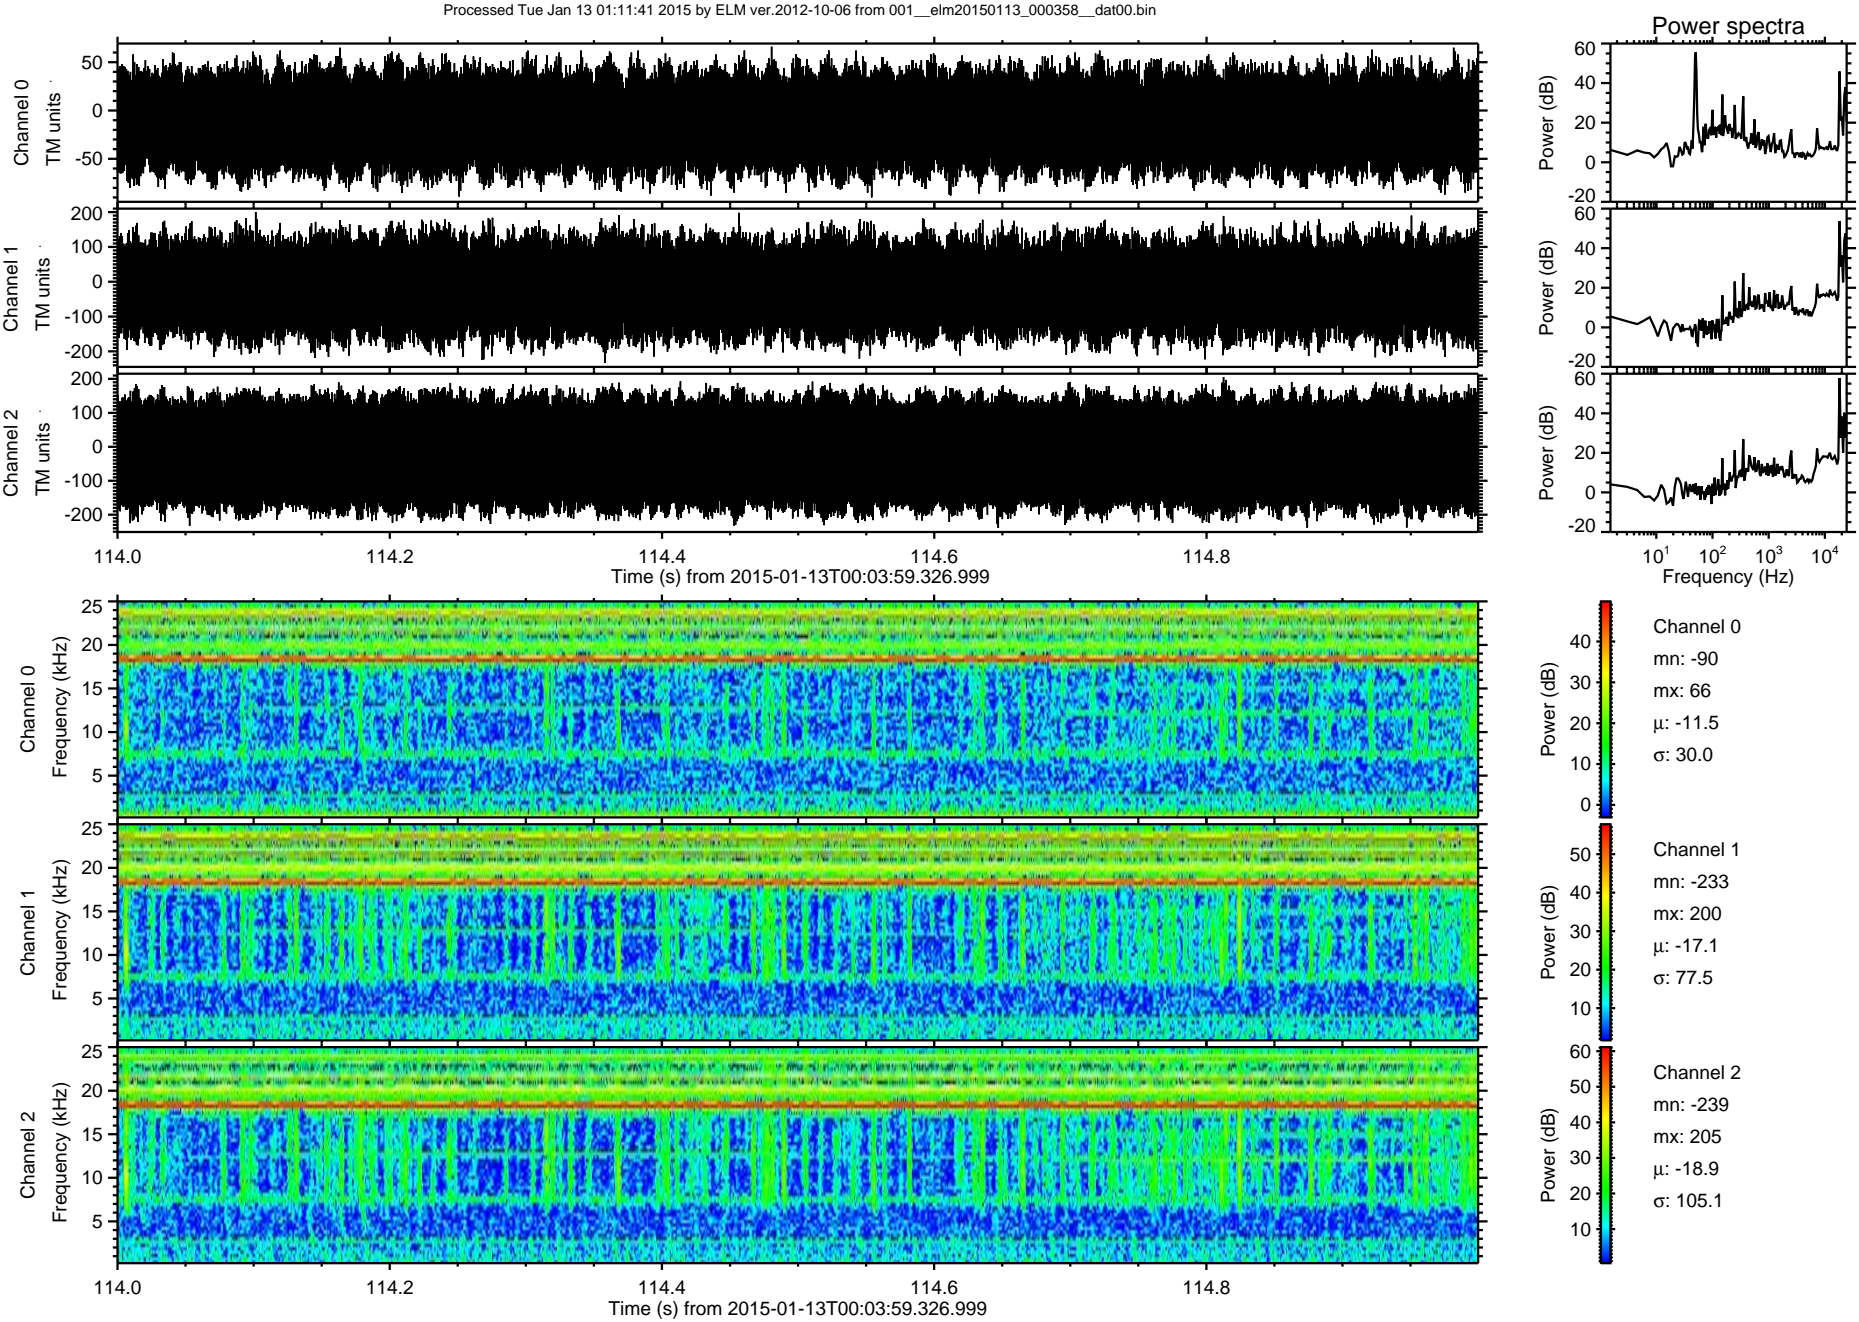 Processed Tue Jan 13 01:11:41 2015 by ELM ver.2012-10-06 from 001__elm20150113_000358__dat00.bin
Power spectra
Channel 0
TM units
50
0
-50
Power (dB)
60
40
20
0
-20
Channel 1
TM units
200
100
0
-100
-200
Power (dB)
60
40
20
0
-20
Channel 2
TM units
200
100
0
-100
-200
Power (dB)
60
40
20
0
-20
114.0 114.2 114.4 114.6 114.8
Time (s) from 2015-01-13T00:03:59.326.999
10^1 10^2 10^3 10^4
Frequency (Hz)
Channel 0
Frequency (kHz)
25
20
15
10
5
Power (dB)
40
30
20
10
0
Channel 0
mn: -90
mx: 66
μ: -11.5
σ: 30.0
Channel 1
Frequency (kHz)
25
20
15
10
5
Power (dB)
50
40
30
20
10
Channel 1
mn: -233
mx: 200
μ: -17.1
σ: 77.5
Channel 2
Frequency (kHz)
25
20
15
10
5
Power (dB)
60
50
40
30
20
10
Channel 2
mn: -239
mx: 205
μ: -18.9
σ: 105.1
114.0 114.2 114.4 114.6 114.8
Time (s) from 2015-01-13T00:03:59.326.999